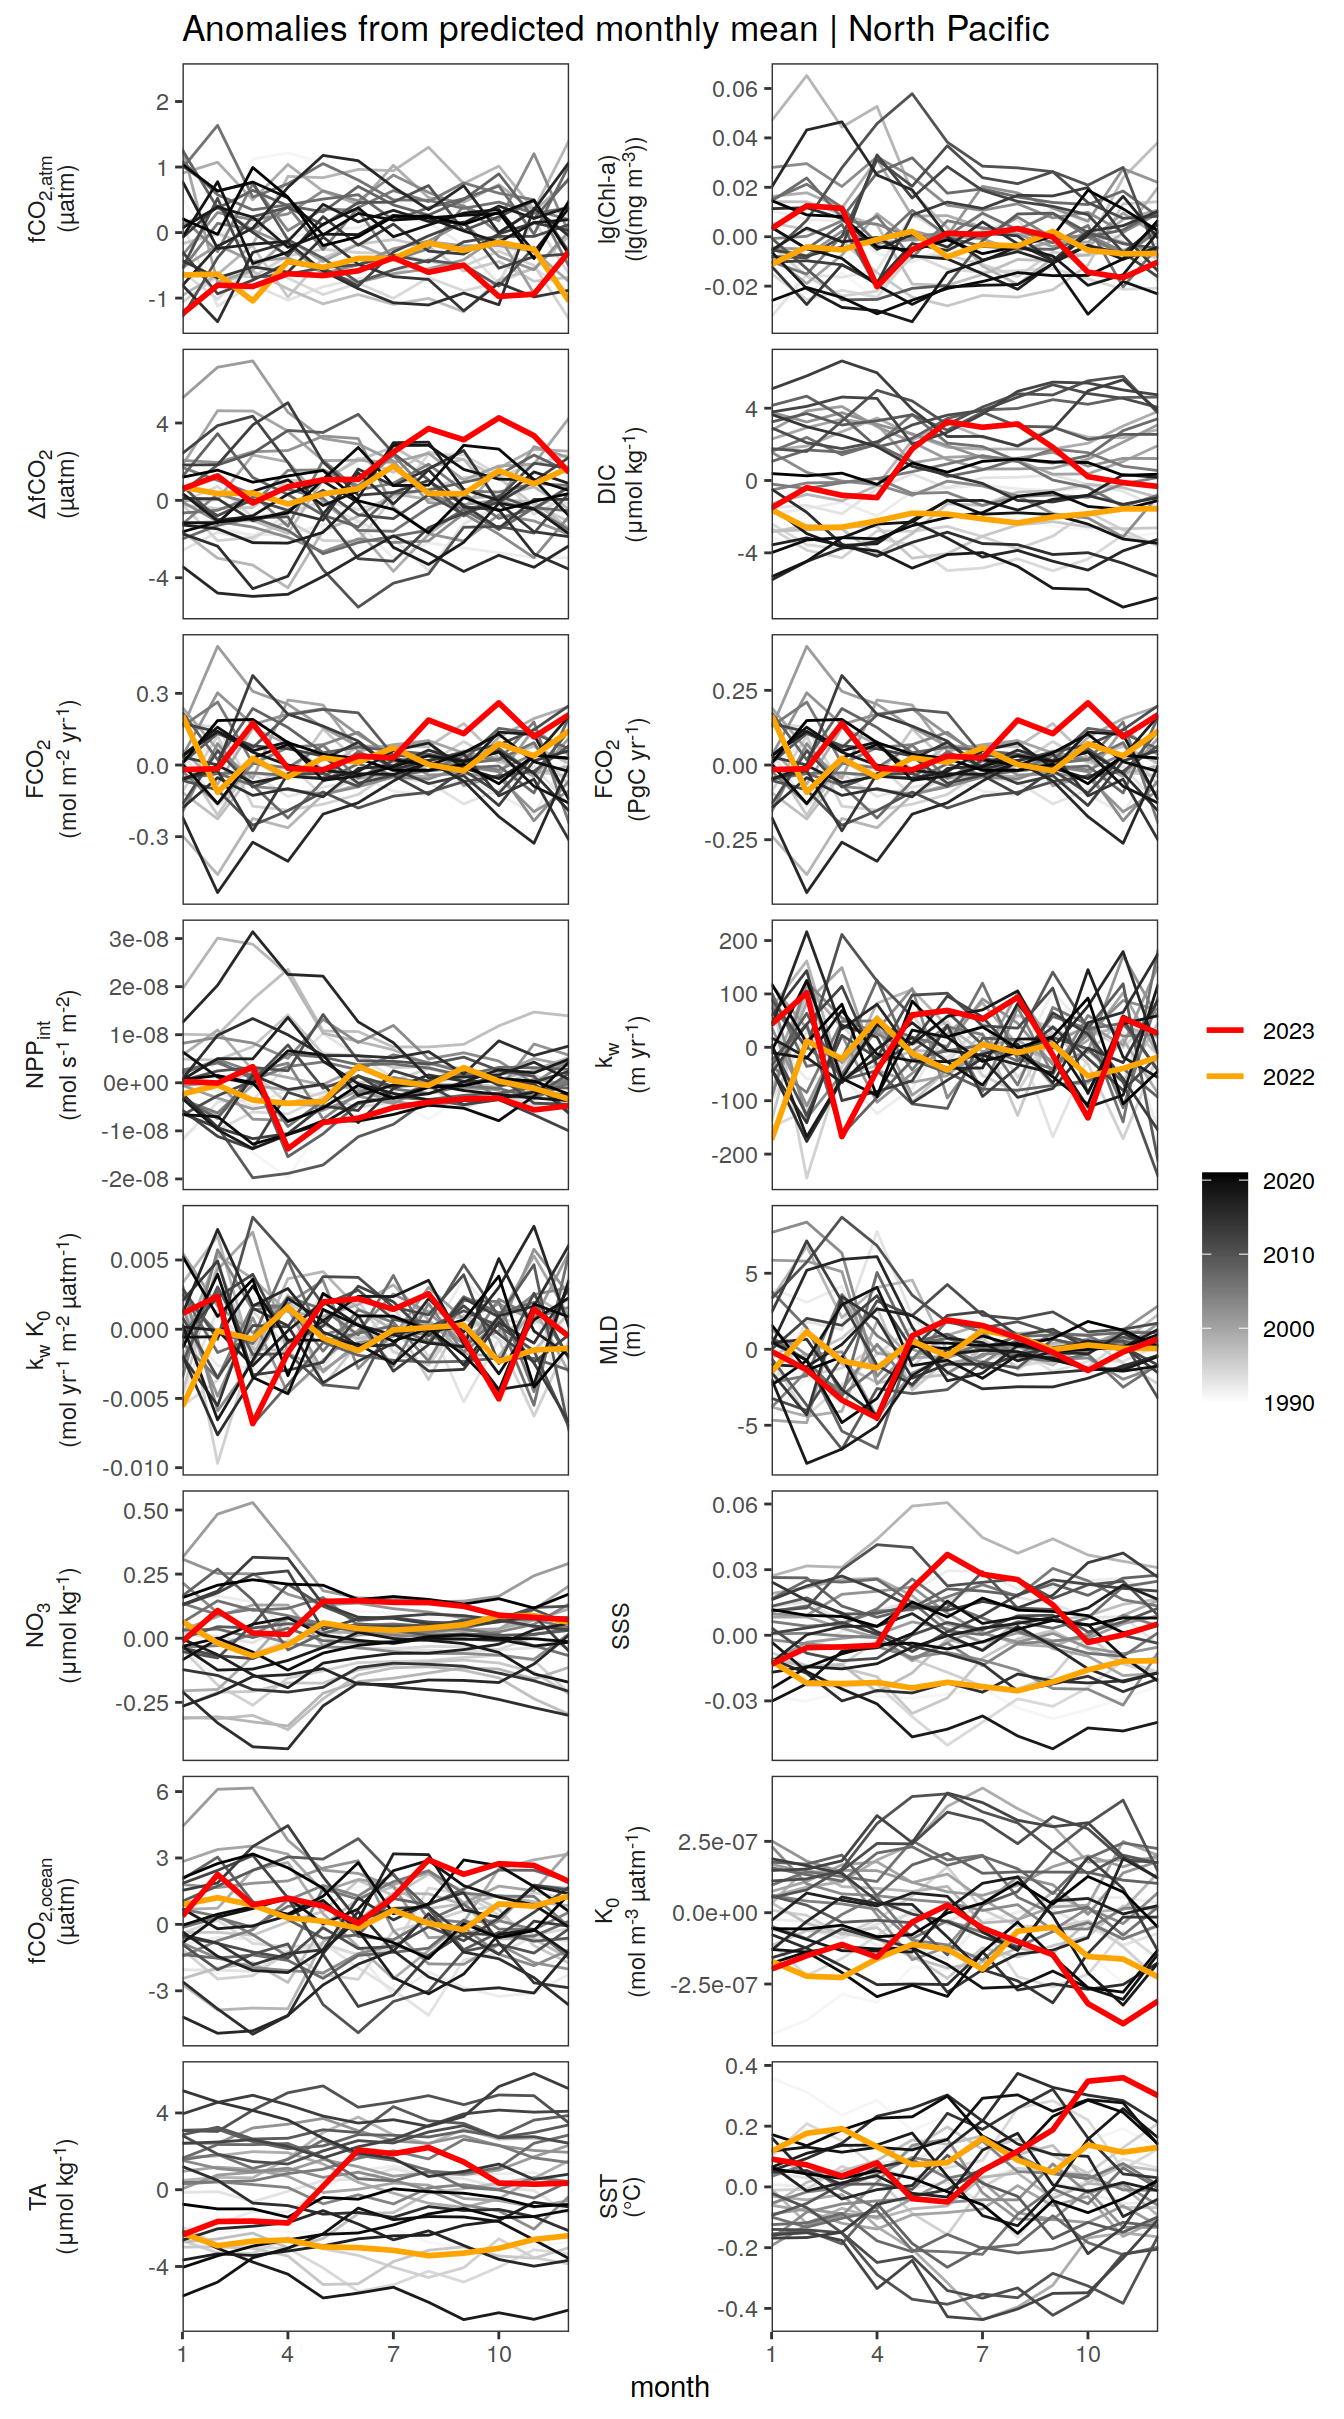 Anomalies from predicted monthly mean | North Pacific
fCO2,atm
(µatm)
2
1
0
-1
lg(Chl-a)
(lg(mg m-3))
0.06
0.04
0.02
0.00
-0.02
ΔfCO2
(µatm)
4
0
-4
DIC
(µmol kg-1)
4
0
-4
FCO2
(mol m-2 yr-1)
0.3
0.0
-0.3
FCO2
(PgC yr-1)
0.25
0.00
-0.25
NPPint
(mol s-1 m-2)
3e-08
2e-08
1e-08
0e+00
-1e-08
-2e-08
kw
(m yr-1)
200
100
0
-100
-200
kw K0
(mol yr-1 m-2 µatm-1)
0.005
0.000
-0.005
-0.010
MLD
(m)
5
0
-5
NO3
(µmol kg-1)
0.50
0.25
0.00
-0.25
SSS
0.06
0.03
0.00
-0.03
fCO2,ocean
(µatm)
6
3
0
-3
K0
(mol m-3 µatm-1)
2.5e-07
0.0e+00
-2.5e-07
TA
(µmol kg-1)
4
0
-4
SST
(°C)
0.4
0.2
0.0
-0.2
-0.4
1 4 7 10
1 4 7 10
month
2023
2022
2020
2010
2000
1990